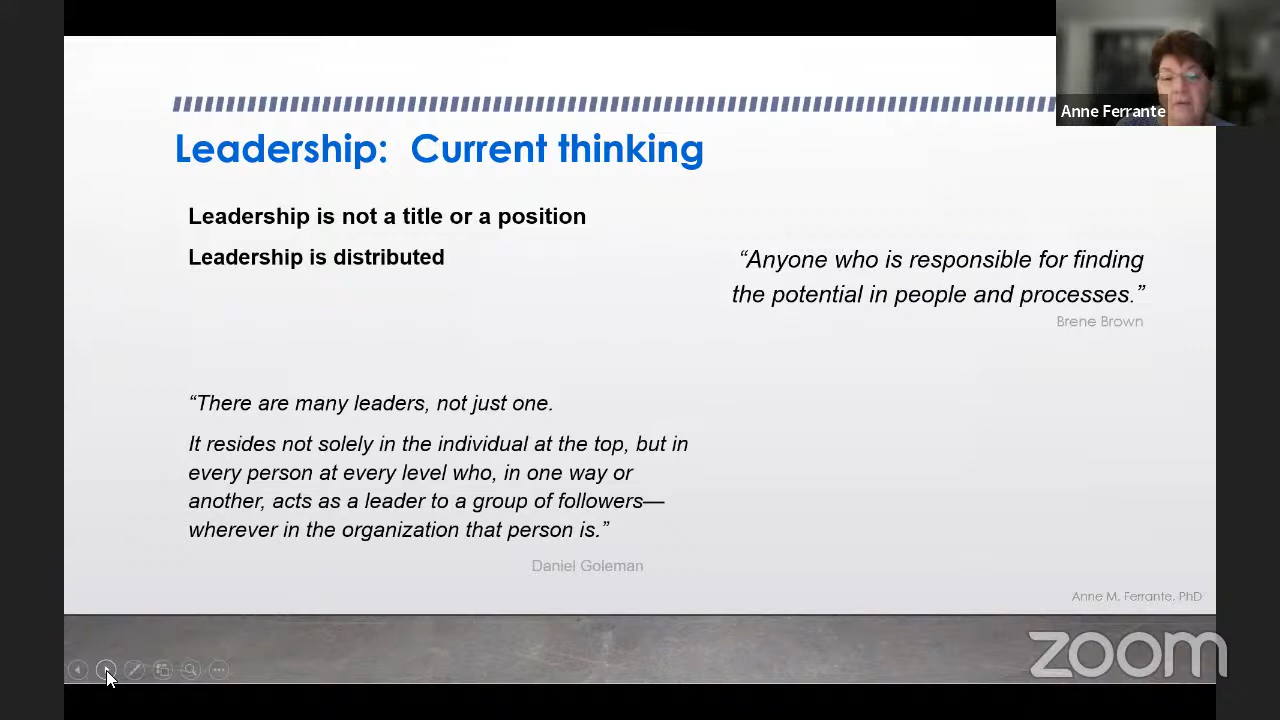 Anne Ferrante
Leadership: Current thinking
Leadership is not a title or a position
Leadership is distributed
“Anyone who is responsible for finding
the potential in people and processes.”
Brene Brown
“There are many leaders, not just one.
It resides not solely in the individual at the top, but in
every person at every level who, in one way or
another, acts as a leader to a group of followers—
wherever in the organization that person is.”
Daniel Goleman
Anne M. Ferrante, PhD
zoom